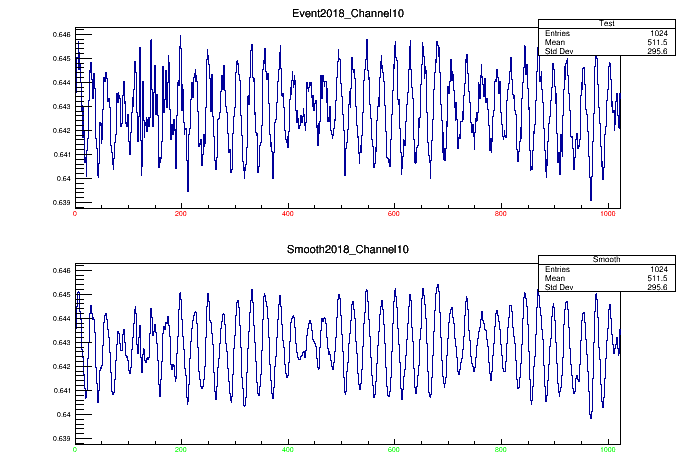 Event2018_Channel10
Test
Entries 1024
Mean 511.5
Std Dev 295.6
0.646
0.645
0.644
0.643
0.642
0.641
0.64
0.639
0 200 400 600 800 1000
Smooth2018_Channel10
Smooth
Entries 1024
Mean 511.5
Std Dev 295.6
0.646
0.645
0.644
0.643
0.642
0.641
0.64
0.639
0 200 400 600 800 1000